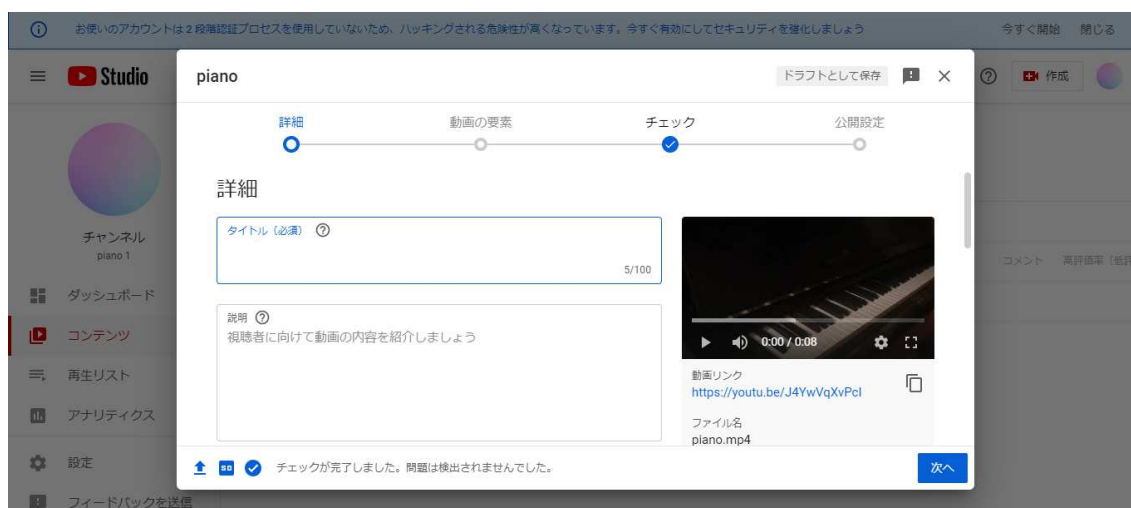 お使いのアカウントは2段階認証プロセスを使用していないため、ハッキングされる危険性が高くなっています。今すぐ有効にしてセキュリティを強化しましょう
今すぐ開始 閉じる
Studio
piano
ドラフトとして保存
作成
詳細 動画の要素 チェック 公開設定
詳細
タイトル（必須）
5/100
説明
視聴者に向けて動画の内容を紹介しましょう
0:00 / 0:08
動画リンク
https://youtu.be/J4YwVqXvPcI
ファイル名
piano.mp4
チャンネル
piano 1
ダッシュボード
コンテンツ
再生リスト
アナリティクス
設定
フィードバックを送信
コメント 高評価率（低評
SD
チェックが完了しました。問題は検出されませんでした。
次へ